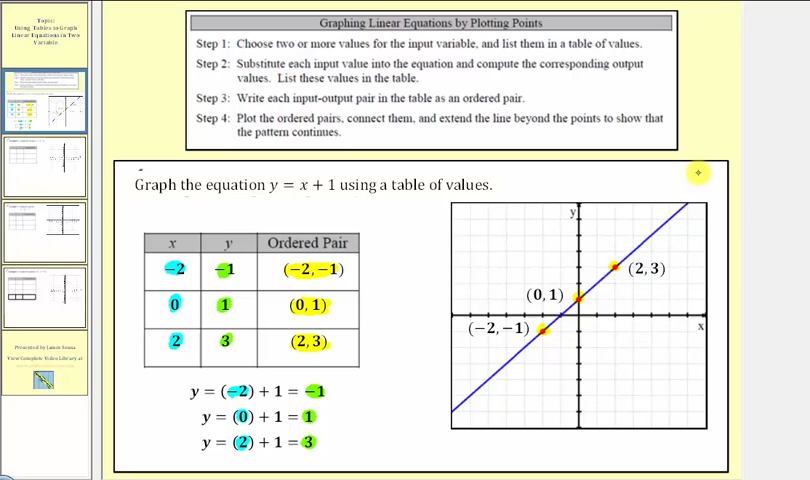 Topic:
Using Tables to Graph
Linear Equations in Two
Variable
Presented by James Sousa
View Complete Video Library at
Graphing Linear Equations by Plotting Points
Step 1: Choose two or more values for the input variable, and list them in a table of values.
Step 2: Substitute each input value into the equation and compute the corresponding output
values. List these values in the table.
Step 3: Write each input-output pair in the table as an ordered pair.
Step 4: Plot the ordered pairs, connect them, and extend the line beyond the points to show that
the pattern continues.
Graph the equation y = x + 1 using a table of values.
x y Ordered Pair
−2 −1 (−2, −1)
0 1 (0, 1)
2 3 (2, 3)
y = (−2) + 1 = −1
y = (0) + 1 = 1
y = (2) + 1 = 3
y
(2, 3)
(0, 1)
(−2, −1)
x